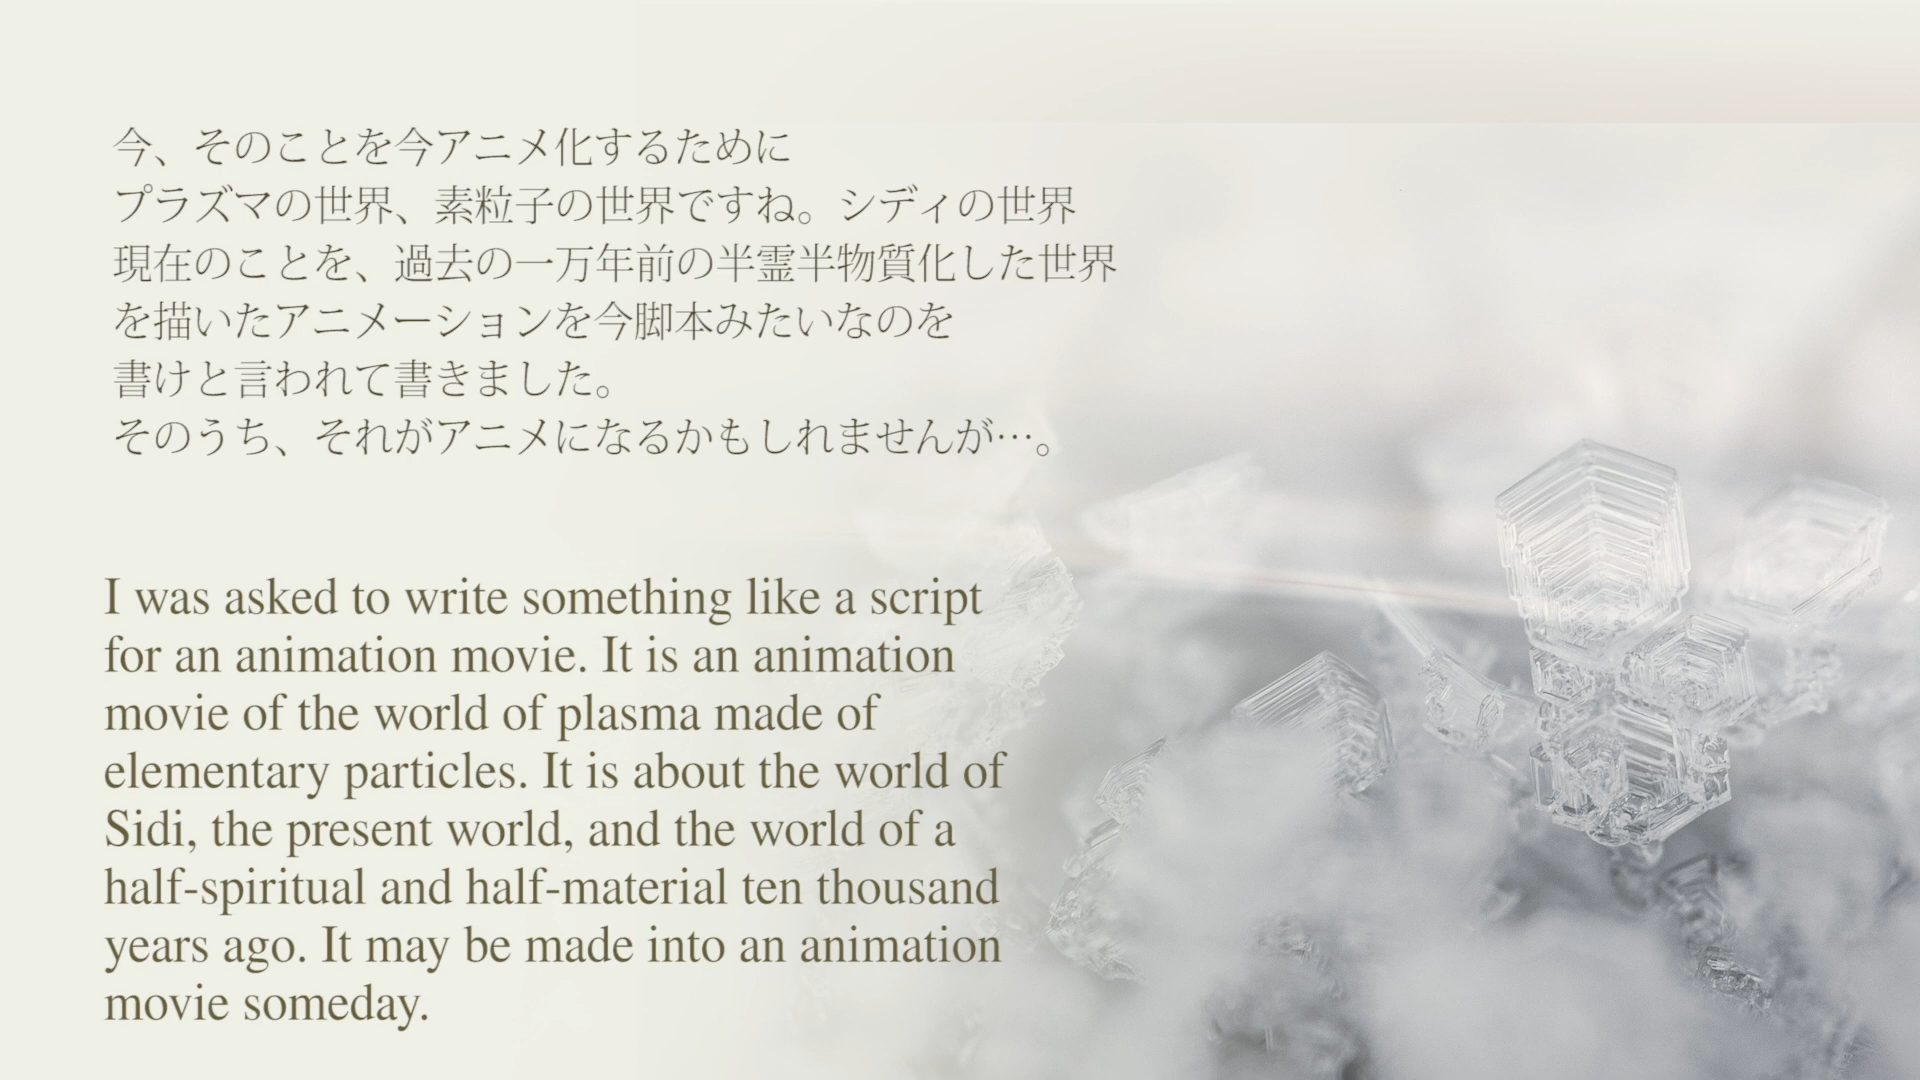 今、そのことを今アニメ化するために
プラズマの世界、素粒子の世界ですね。シディの世界
現在のことを、過去の一万年前の半霊半物質化した世界
を描いたアニメーションを今脚本みたいなのを
書けと言われて書きました。
そのうち、それがアニメになるかもしれませんが…。
I was asked to write something like a script
for an animation movie. It is an animation
movie of the world of plasma made of
elementary particles. It is about the world of
Sidi, the present world, and the world of a
half-spiritual and half-material ten thousand
years ago. It may be made into an animation
movie someday.